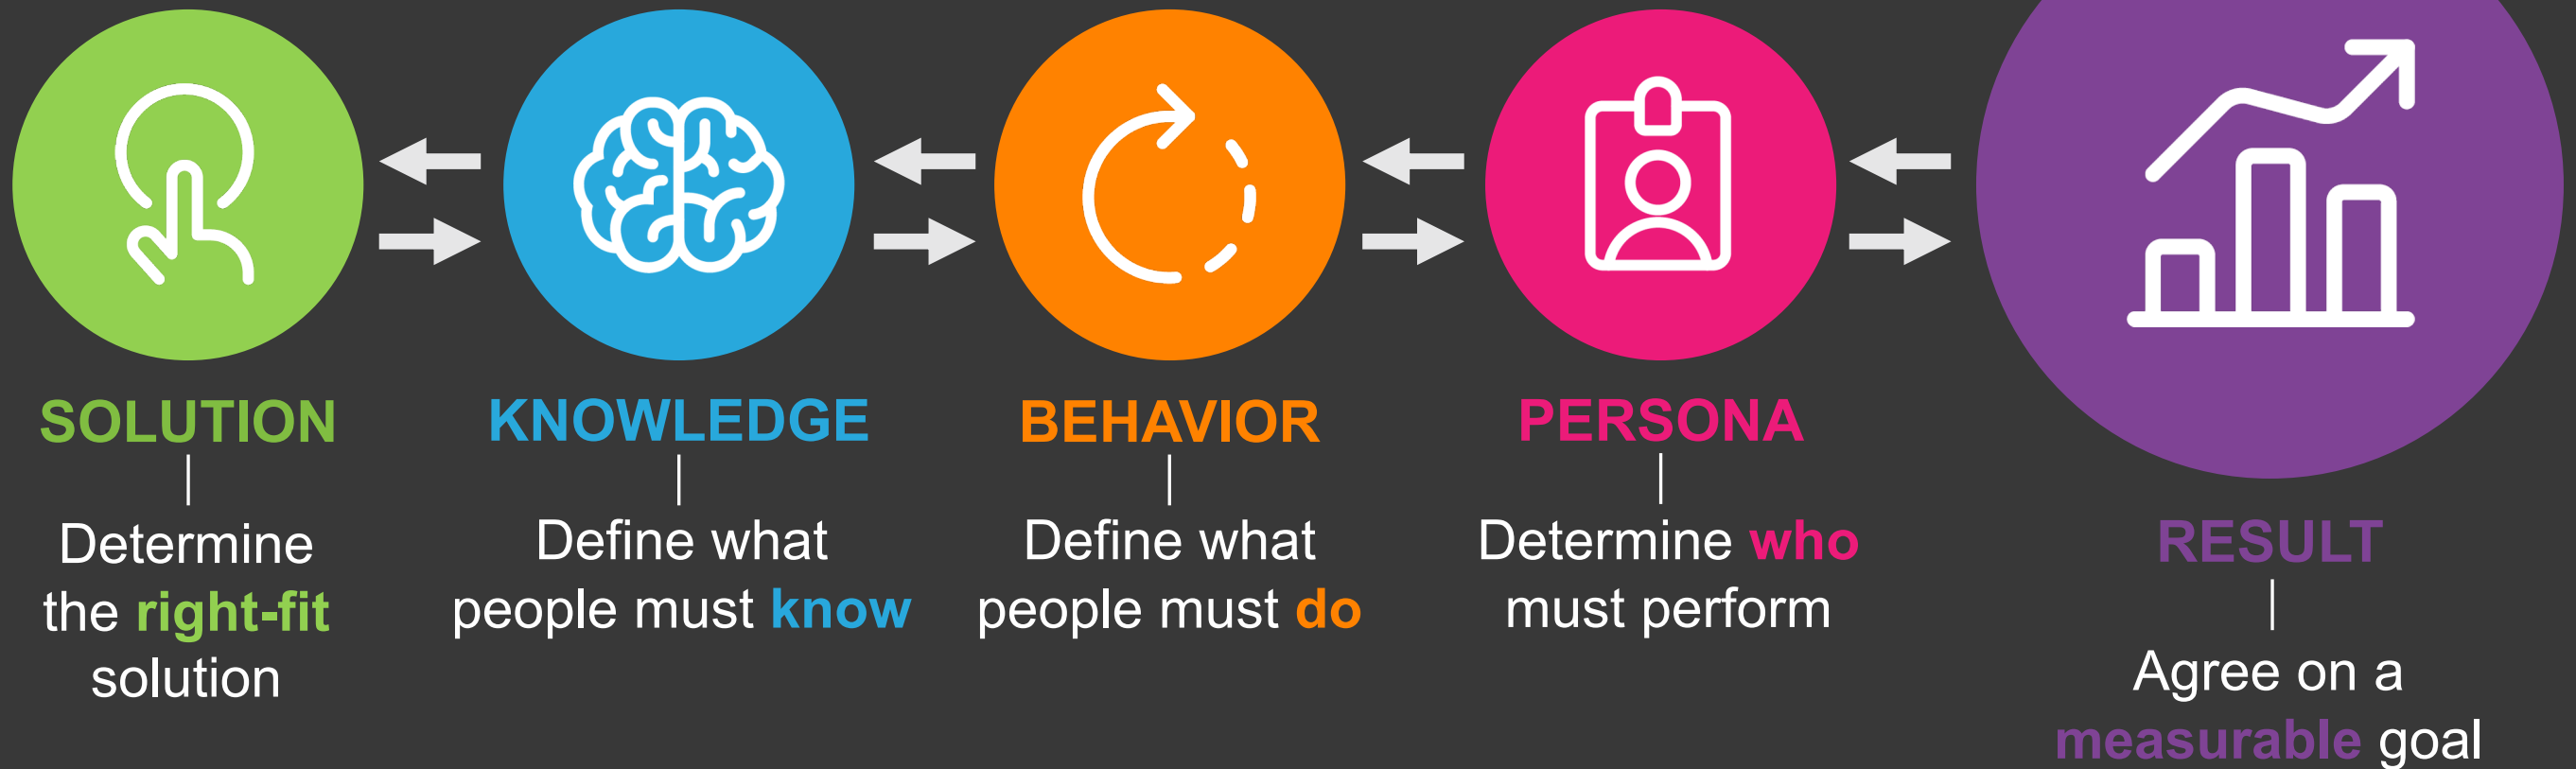 SOLUTION
Determine
the right-fit
solution
KNOWLEDGE
Define what
people must know
BEHAVIOR
Define what
people must do
PERSONA
Determine who
must perform
RESULT
Agree on a
measurable goal